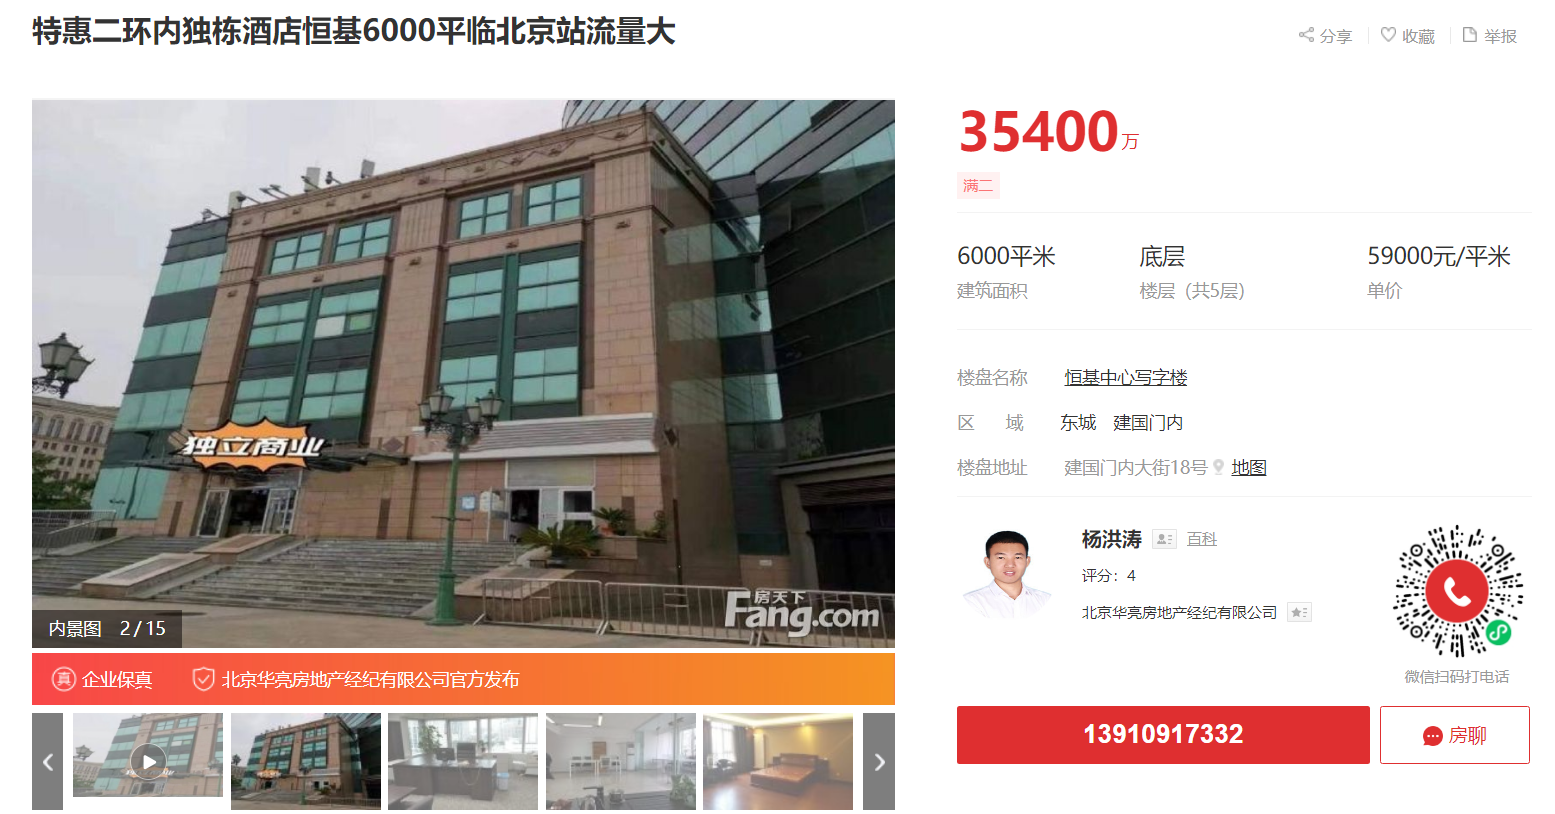 特惠二环内独栋酒店恒基6000平临北京站流量大
分享
收藏
举报
独立商业
房天下
Fang.com
内景图 2 / 15
真 企业保真
北京华亮房地产经纪有限公司官方发布
35400万
满二
6000平米 底层 59000元/平米
建筑面积 楼层（共5层） 单价
楼盘名称 恒基中心写字楼
区 域 东城 建国门内
楼盘地址 建国门内大街18号 地图
杨洪涛 百科
评分：4
北京华亮房地产经纪有限公司
微信扫码打电话
13910917332
房聊